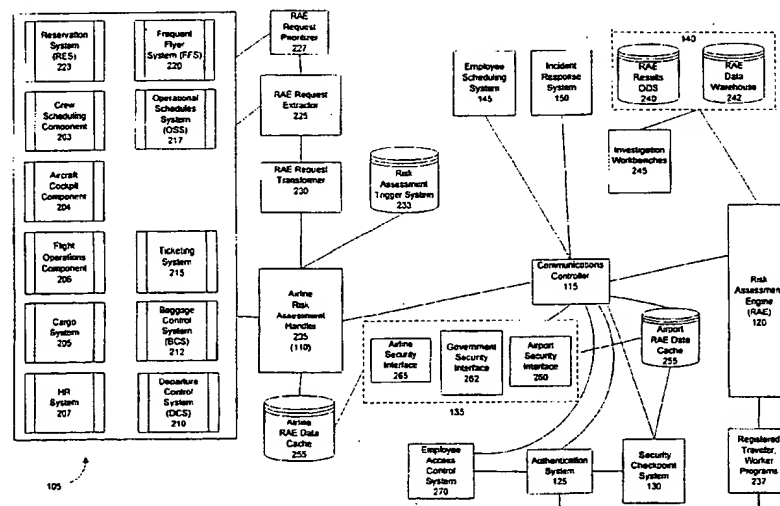 Reservation
System
(RES)
223
Frequent
Flyer
System (FFS)
220
Crew
Scheduling
Component
203
Operational
Schedules
System
(OSS)
217
Aircraft
Cockpit
Component
204
Flight
Operations
Component
206
Ticketing
System
215
Cargo
System
205
Baggage
Control
System
(BCS)
212
HR
System
207
Departure
Control
System
(DCS)
210
105
RAE
Request
Prioritizer
227
RAE Request
Extractor
225
RAE Request
Transformer
230
Risk
Assessment
Trigger System
233
Airline
Risk
Assessment
Handler
235
(110)
Airline
RAE Data
Cache
255
Employee
Scheduling
System
145
Incident
Response
System
150
140
RAE
Results
ODS
240
RAE
Data
Warehouse
242
Investigation
Workbenches
245
Communications
Controller
115
Airline
Security
Interface
265
Government
Security
Interface
262
Airport
Security
Interface
260
135
Airport
RAE Data
Cache
255
Risk
Assessment
Engine
(RAE)
120
Employee
Access
Control
System
270
Authentication
System
125
Security
Checkpoint
System
130
Registered
Traveler,
Worker
Programs
237